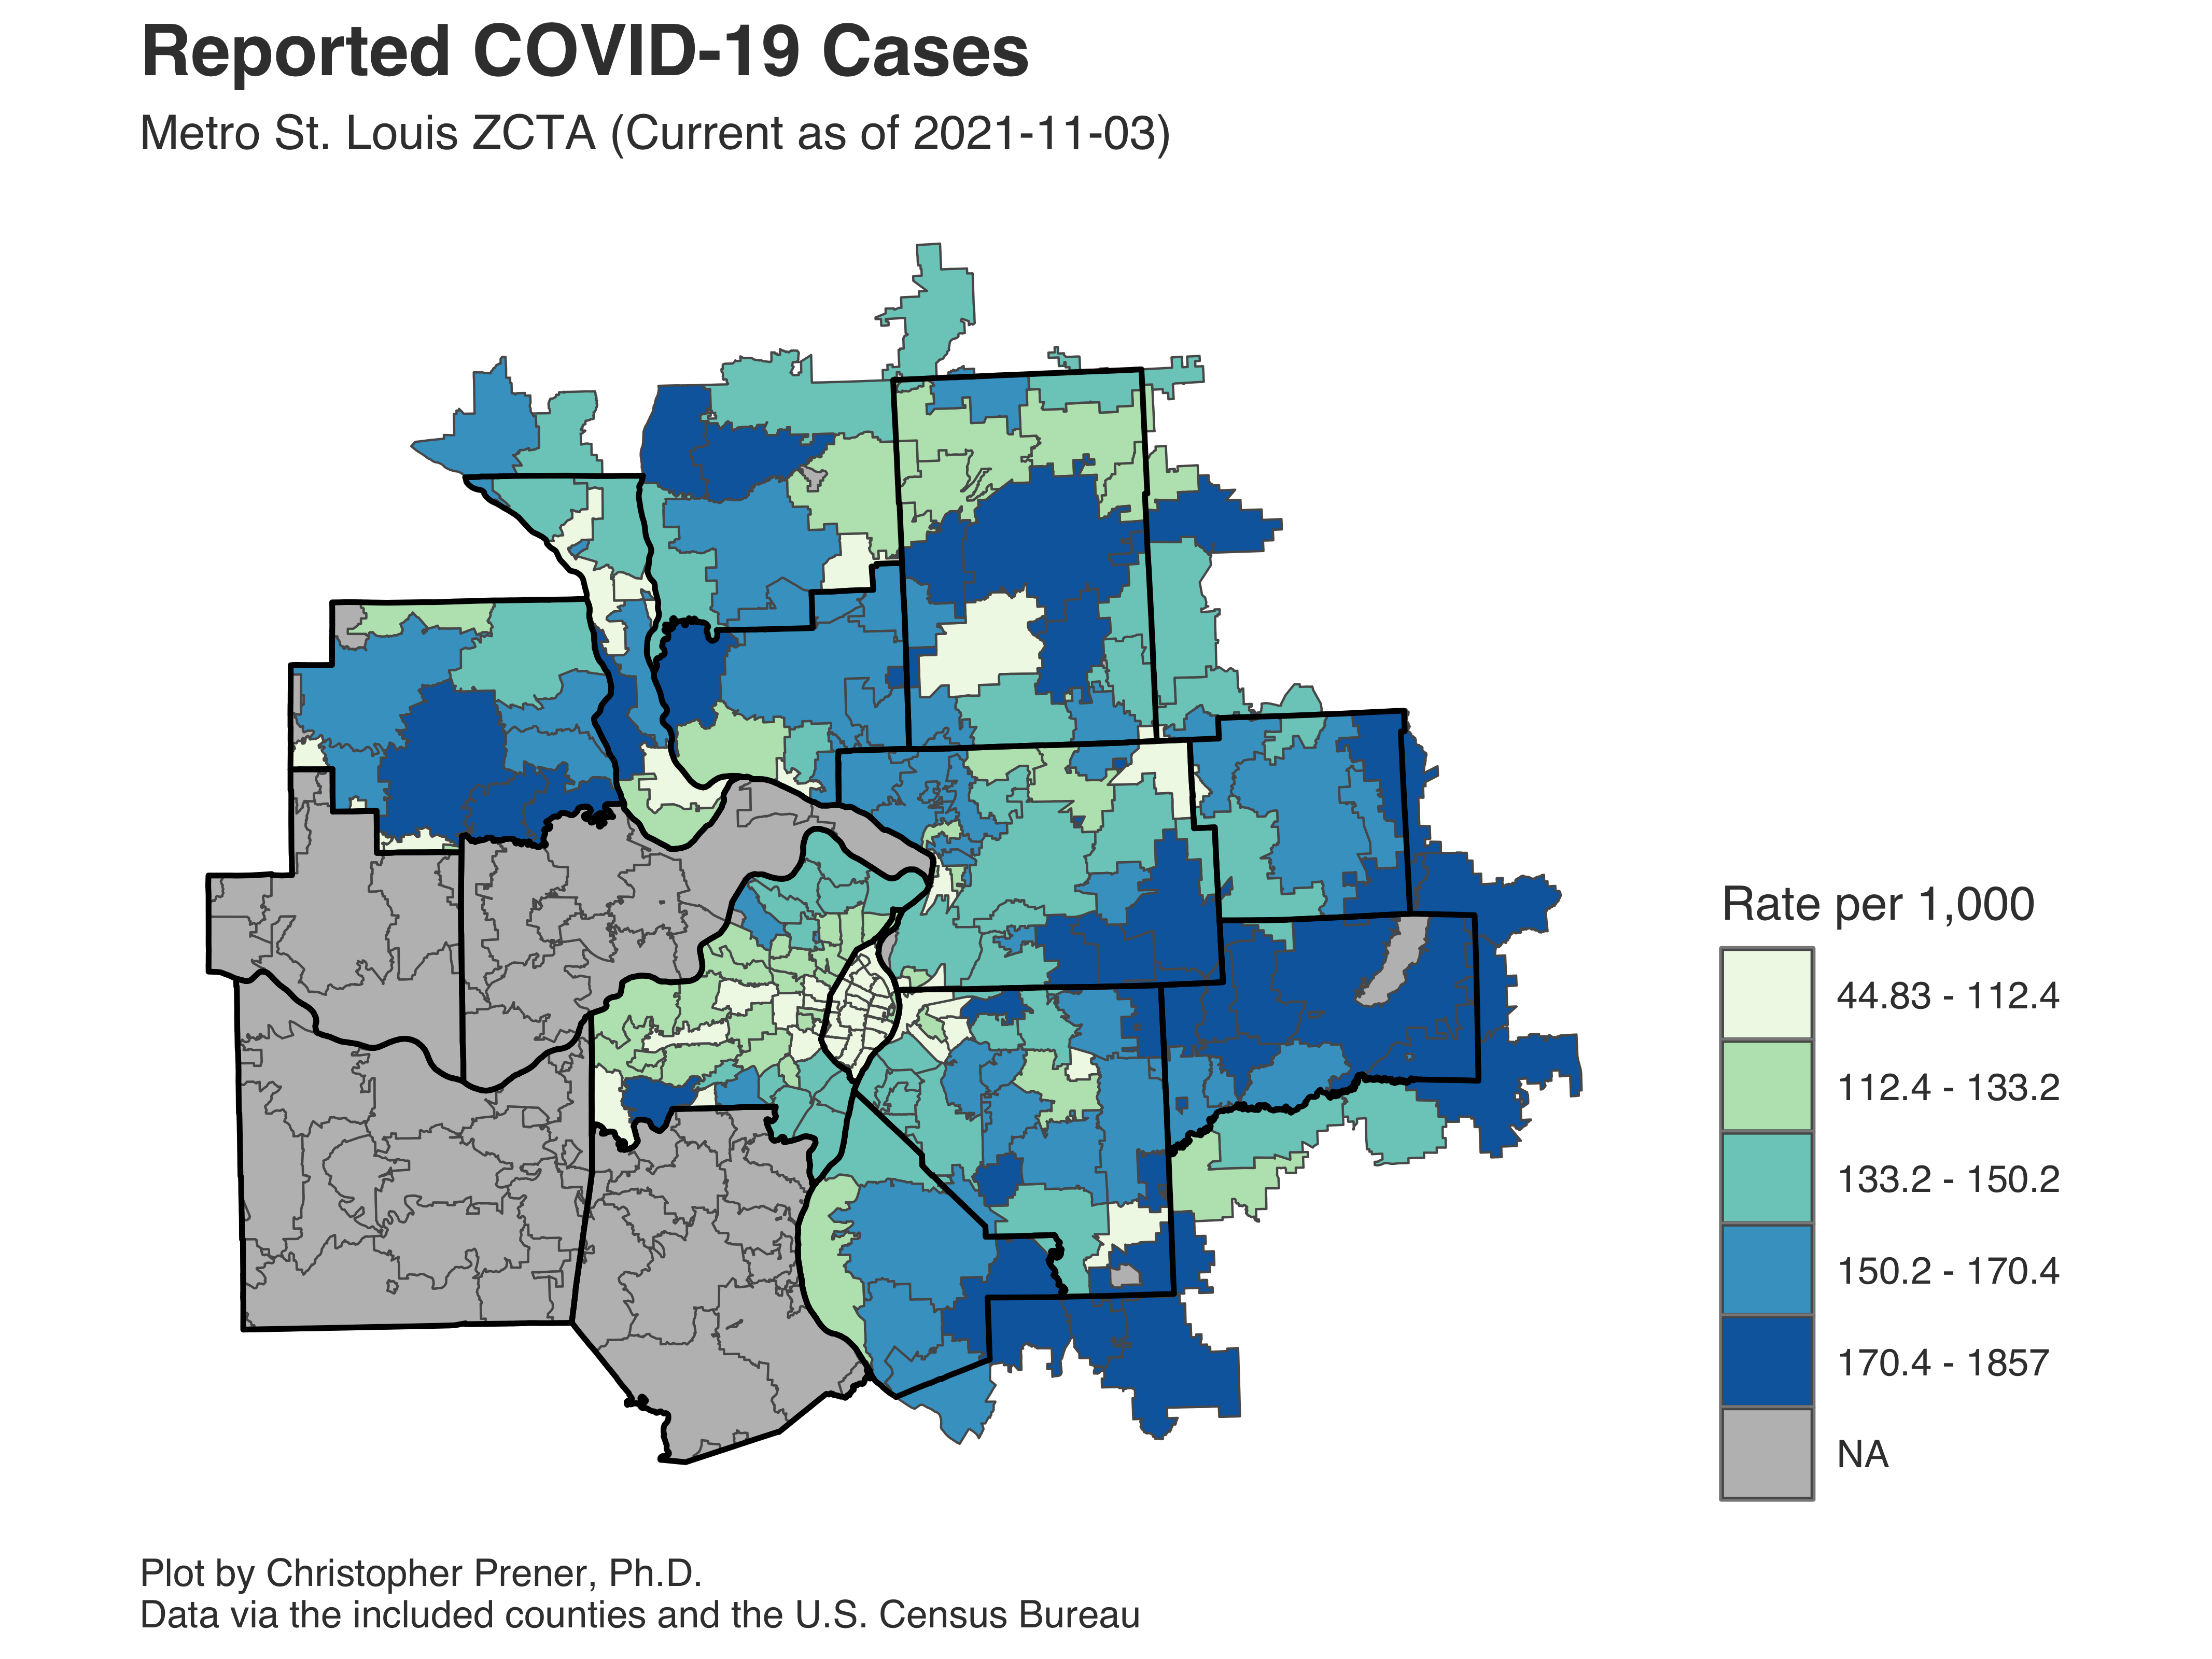 Reported COVID-19 Cases
Metro St. Louis ZCTA (Current as of 2021-11-03)
Rate per 1,000
44.83 - 112.4
112.4 - 133.2
133.2 - 150.2
150.2 - 170.4
170.4 - 1857
NA
Plot by Christopher Prener, Ph.D.
Data via the included counties and the U.S. Census Bureau